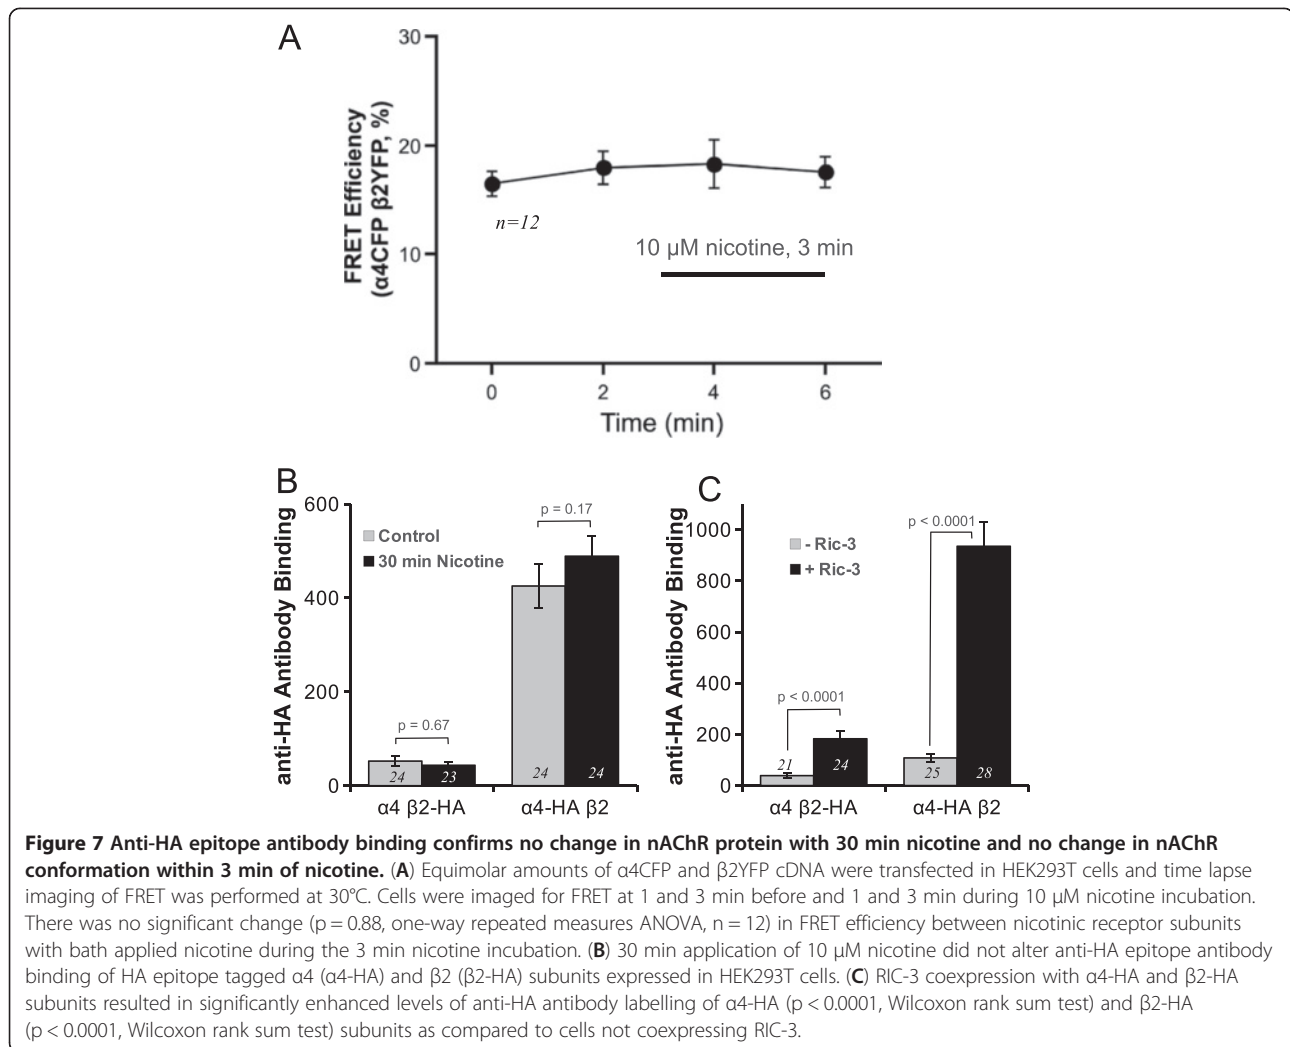 A
30
20
10
0
FRET Efficiency
(α4CFP β2YFP, %)
n=12
10 µM nicotine, 3 min
0 2 4 6
Time (min)
B
600
400
200
0
anti-HA Antibody Binding
Control
30 min Nicotine
p = 0.17
p = 0.67
24 23 24 24
α4 β2-HA α4-HA β2
C
1000
800
600
400
200
0
anti-HA Antibody Binding
- Ric-3
+ Ric-3
p < 0.0001
p < 0.0001
21 24 25 28
α4 β2-HA α4-HA β2
Figure 7 Anti-HA epitope antibody binding confirms no change in nAChR protein with 30 min nicotine and no change in nAChR
conformation within 3 min of nicotine. (A) Equimolar amounts of α4CFP and β2YFP cDNA were transfected in HEK293T cells and time lapse
imaging of FRET was performed at 30°C. Cells were imaged for FRET at 1 and 3 min before and 1 and 3 min during 10 μM nicotine incubation.
There was no significant change (p = 0.88, one-way repeated measures ANOVA, n = 12) in FRET efficiency between nicotinic receptor subunits
with bath applied nicotine during the 3 min nicotine incubation. (B) 30 min application of 10 μM nicotine did not alter anti-HA epitope antibody
binding of HA epitope tagged α4 (α4-HA) and β2 (β2-HA) subunits expressed in HEK293T cells. (C) RIC-3 coexpression with α4-HA and β2-HA
subunits resulted in significantly enhanced levels of anti-HA antibody labelling of α4-HA (p < 0.0001, Wilcoxon rank sum test) and β2-HA
(p < 0.0001, Wilcoxon rank sum test) subunits as compared to cells not coexpressing RIC-3.